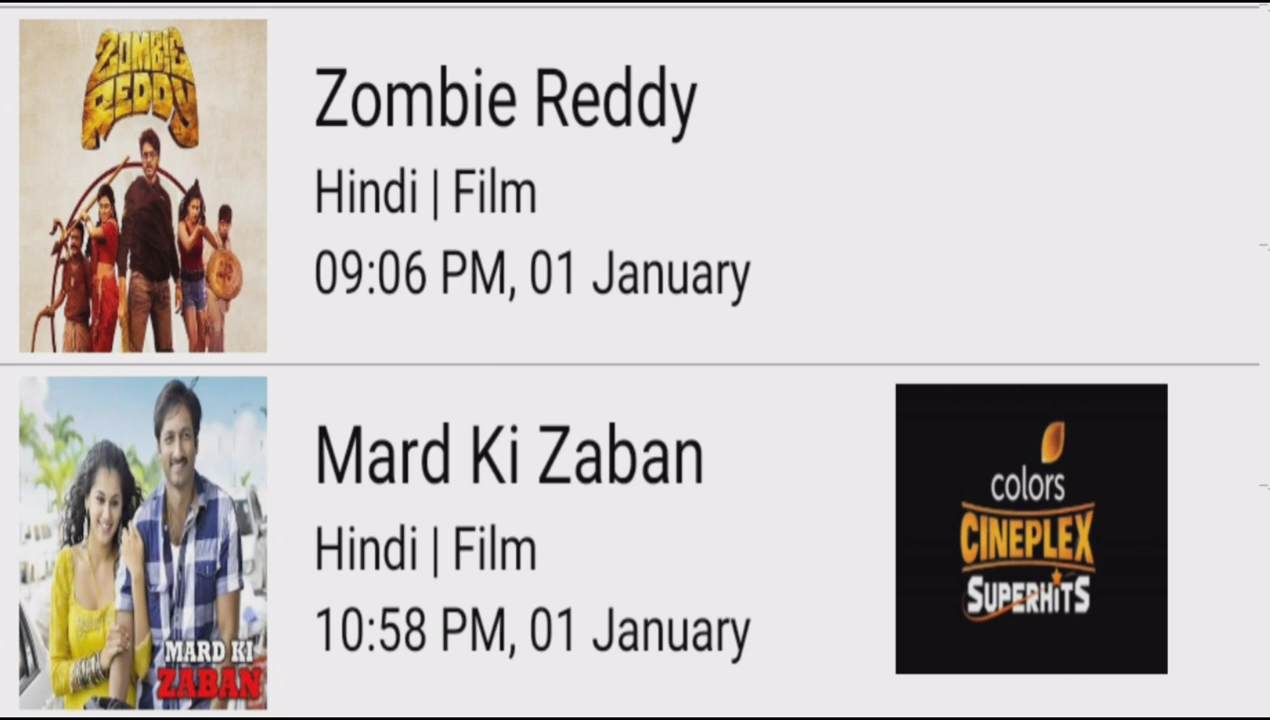 ZOMBIE
REDDY
Zombie Reddy
Hindi | Film
09:06 PM, 01 January
MARD KI
ZABAN
Mard Ki Zaban
Hindi | Film
10:58 PM, 01 January
colors
CINEPLEX
SUPERHiTS